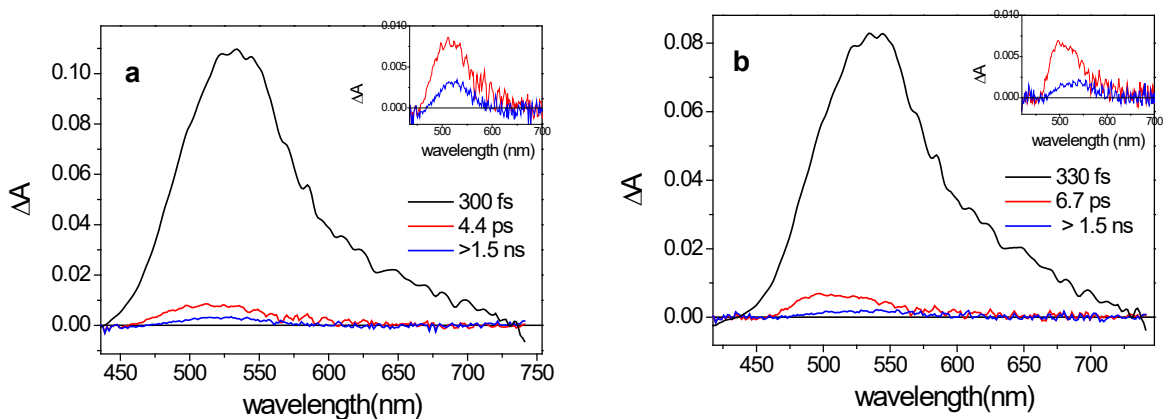 a
ΔA
0.10
0.08
0.06
0.04
0.02
0.00
450 500 550 600 650 700 750
wavelength(nm)
300 fs
4.4 ps
>1.5 ns
ΔA
0.010
0.005
0.000
500 600 700
wavelength (nm)
b
ΔA
0.08
0.06
0.04
0.02
0.00
450 500 550 600 650 700
wavelength(nm)
330 fs
6.7 ps
> 1.5 ns
ΔA
0.010
0.005
0.000
500 600 700
wavelength (nm)